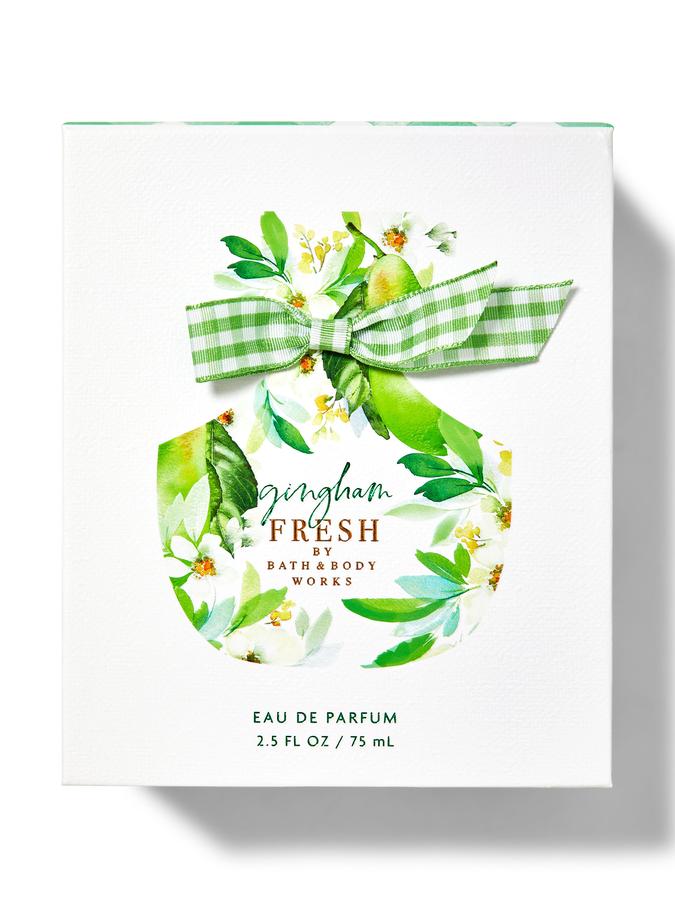 gingham
FRESH
BY
BATH & BODY
WORKS
EAU DE PARFUM
2.5 FL OZ / 75 mL